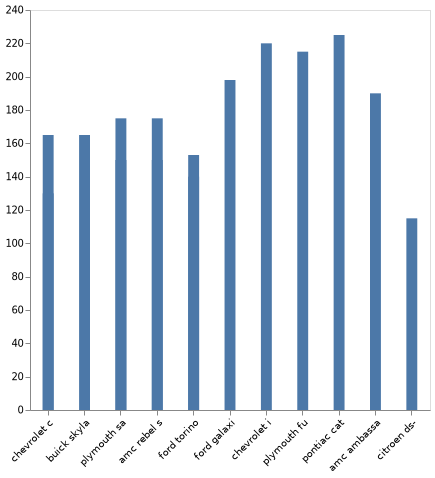 240
220
200
180
160
140
120
100
80
60
40
20
0
chevrolet c
buick skyla
plymouth sa
amc rebel s
ford torino
ford galaxi
chevrolet i
plymouth fu
pontiac cat
amc ambassa
citroen ds-